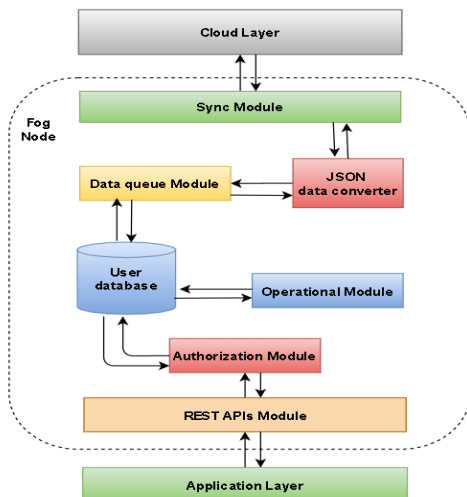 Cloud Layer
Sync Module
Fog
Node
JSON
data converter
Data queue Module
User
database
Operational Module
Authorization Module
REST APIs Module
Application Layer